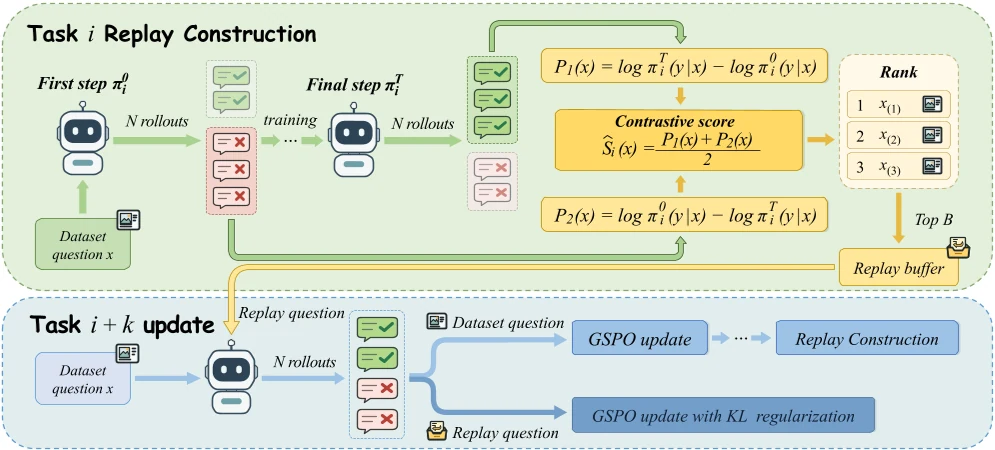 Task i Replay Construction
First step π_i^0
N rollouts
training
...
Final step π_i^T
N rollouts
Dataset
question x
P_1(x) = log π_i^T(y|x) − log π_i^0(y|x)
Contrastive score
Ŝ_i(x) = (P_1(x) + P_2(x)) / 2
P_2(x) = log π_i^0(y|x) − log π_i^T(y|x)
Rank
1 x_(1)
2 x_(2)
3 x_(3)
Top B
Replay buffer
Task i + k update
Replay question
Dataset
question x
N rollouts
Dataset question
GSPO update
...
Replay Construction
Replay question
GSPO update with KL regularization